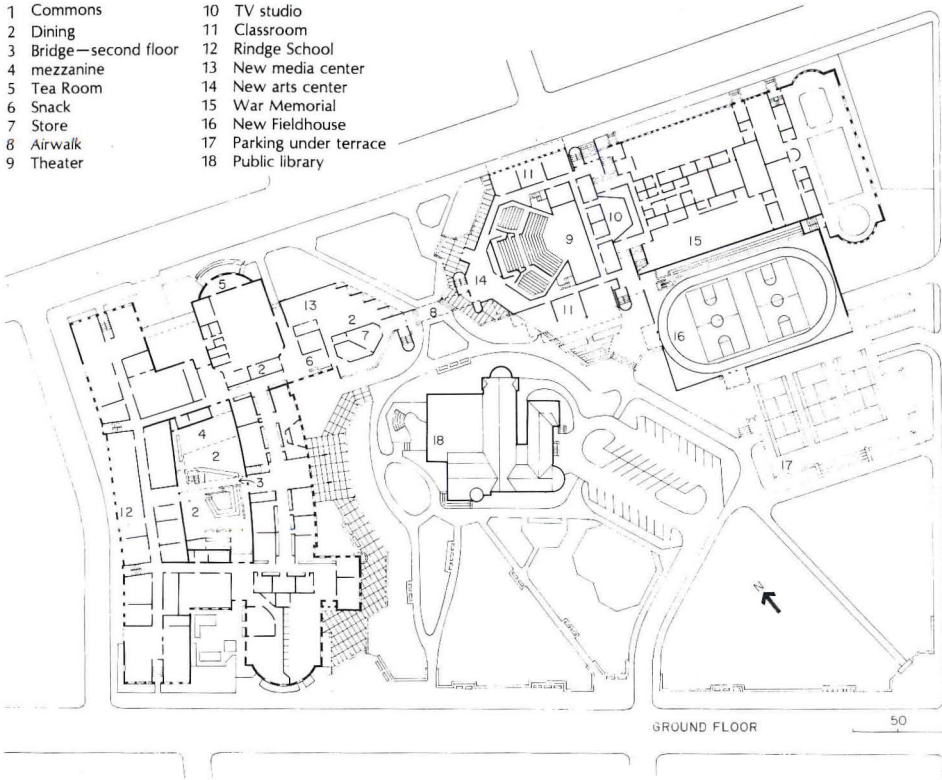 1 Commons
2 Dining
3 Bridge—second floor
4 mezzanine
5 Tea Room
6 Snack
7 Store
8 Airwalk
9 Theater
10 TV studio
11 Classroom
12 Rindge School
13 New media center
14 New arts center
15 War Memorial
16 New Fieldhouse
17 Parking under terrace
18 Public library
11
10
9
15
5
14
13
2
7
8
11
16
6
2
18
4
2
3
17
12
2
N
GROUND FLOOR
50